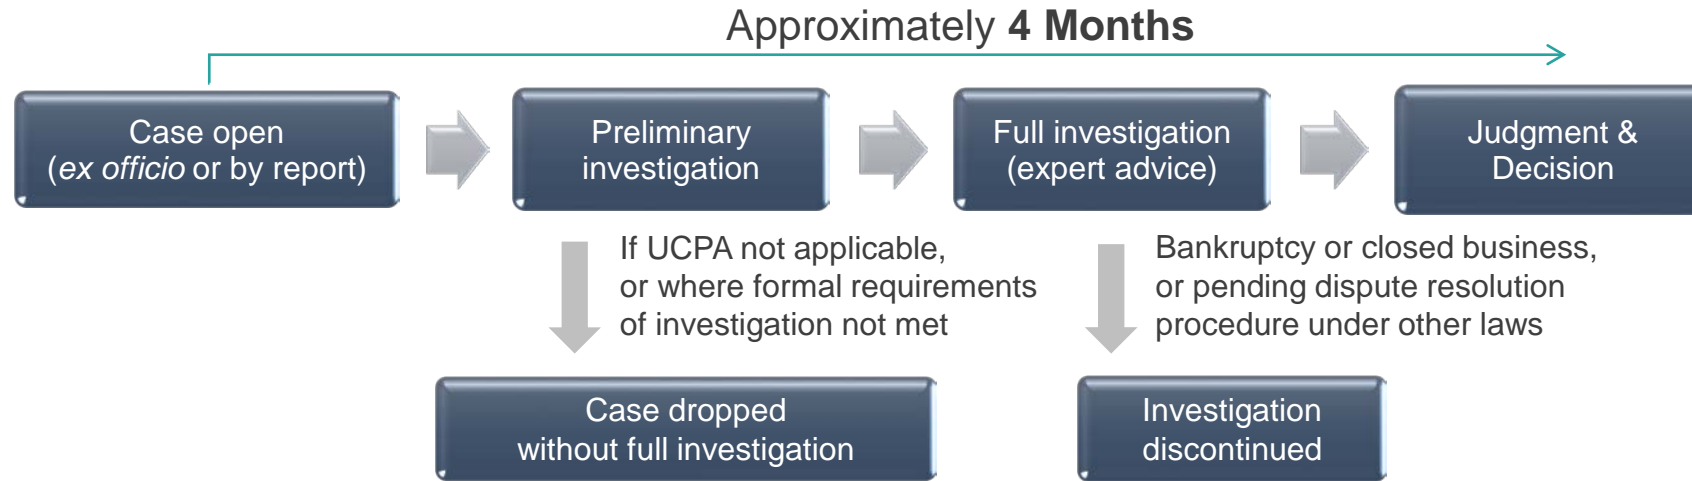 Approximately 4 Months
Case open
(ex officio or by report)
Preliminary
investigation
Full investigation
(expert advice)
Judgment &
Decision
If UCPA not applicable,
or where formal requirements
of investigation not met
Bankruptcy or closed business,
or pending dispute resolution
procedure under other laws
Case dropped
without full investigation
Investigation
discontinued